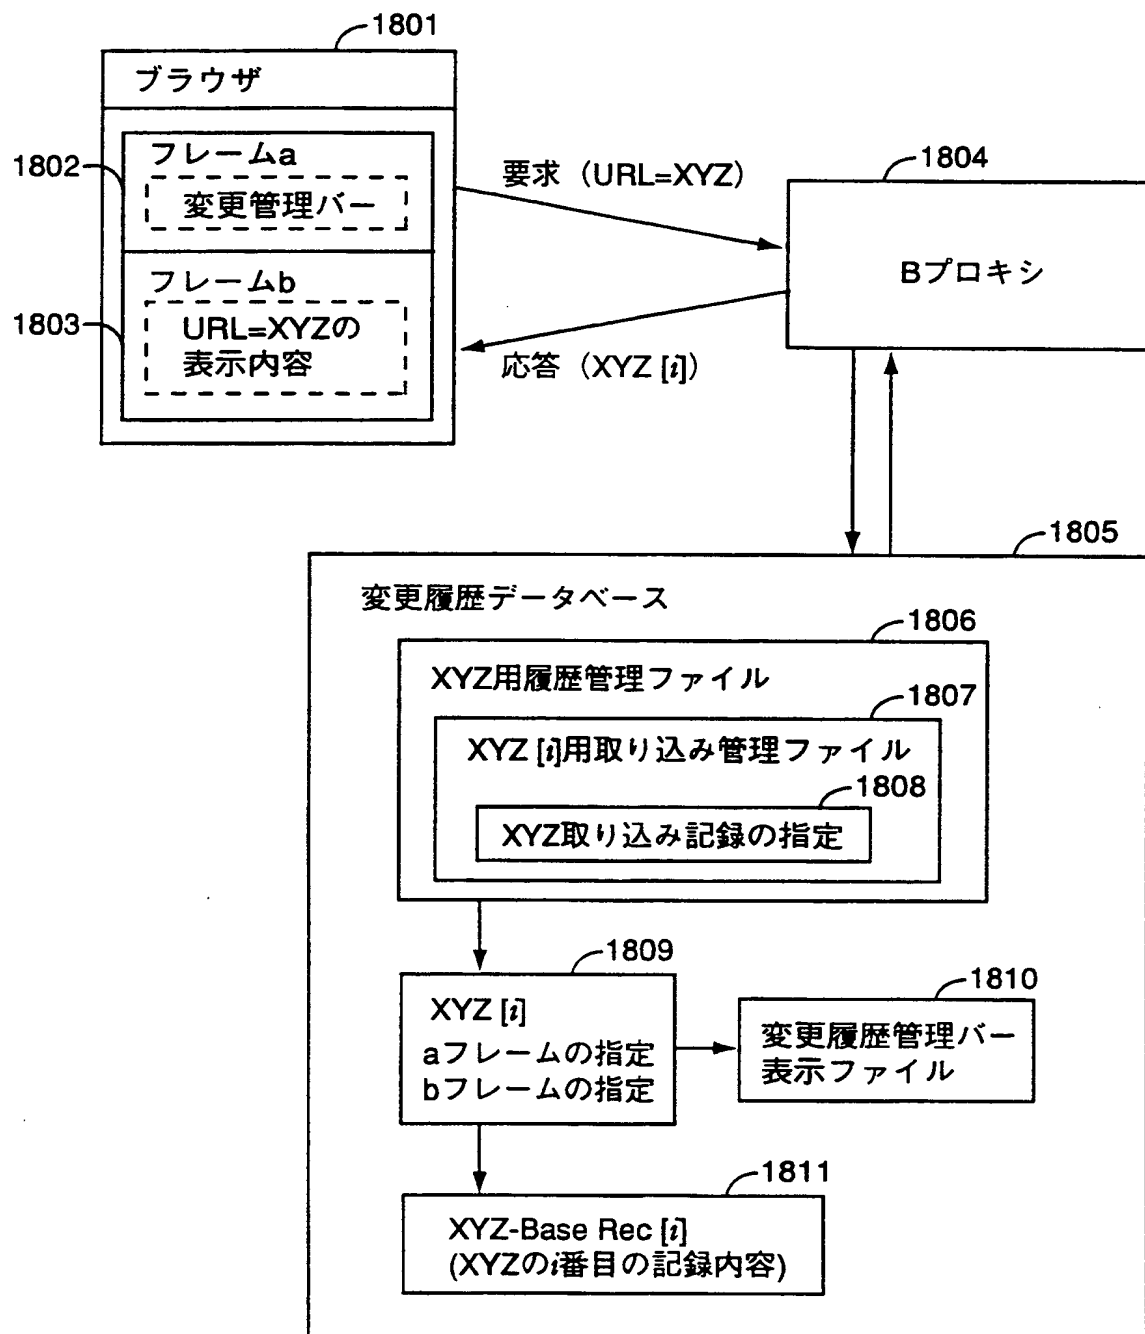 1801
ブラウザ
1802
フレームa
変更管理バー
要求（URL=XYZ）
1804
Bプロキシ
フレームb
1803
URL=XYZの
表示内容
応答（XYZ [i]）
1805
変更履歴データベース
1806
XYZ用履歴管理ファイル
1807
XYZ [i]用取り込み管理ファイル
1808
XYZ取り込み記録の指定
1809
XYZ [i]
aフレームの指定
bフレームの指定
1810
変更履歴管理バー
表示ファイル
1811
XYZ-Base Rec [i]
(XYZのi番目の記録内容)